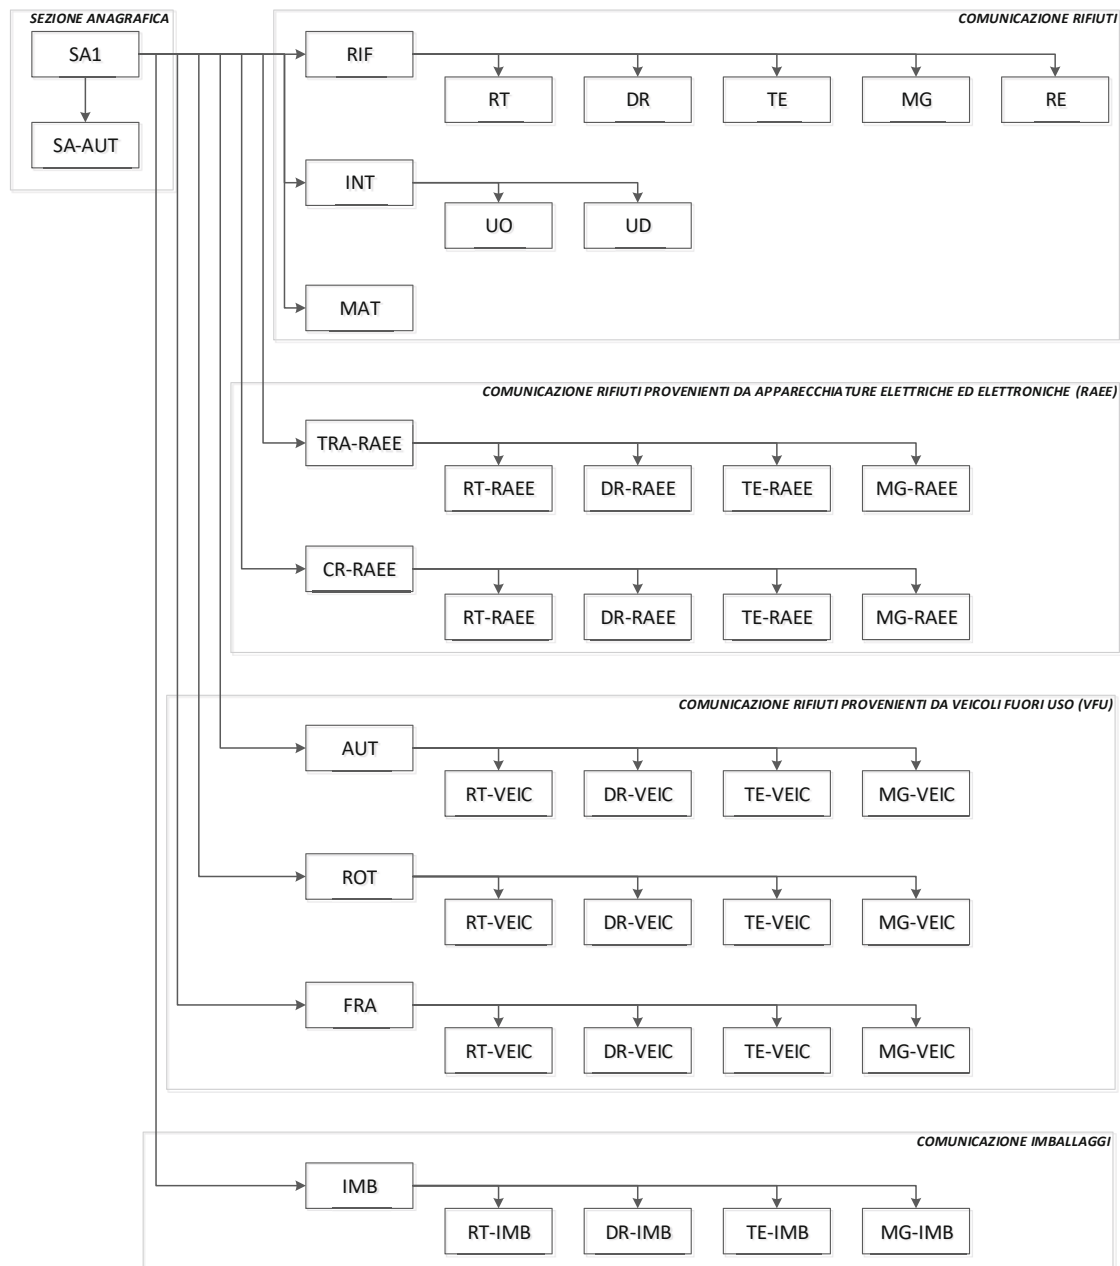 SEZIONE ANAGRAFICA
COMUNICAZIONE RIFIUTI
SA1
RIF
RT DR TE MG RE
SA-AUT
INT
UO UD
MAT
COMUNICAZIONE RIFIUTI PROVENIENTI DA APPARECCHIATURE ELETTRICHE ED ELETTRONICHE (RAEE)
TRA-RAEE
RT-RAEE DR-RAEE TE-RAEE MG-RAEE
CR-RAEE
RT-RAEE DR-RAEE TE-RAEE MG-RAEE
COMUNICAZIONE RIFIUTI PROVENIENTI DA VEICOLI FUORI USO (VFU)
AUT
RT-VEIC DR-VEIC TE-VEIC MG-VEIC
ROT
RT-VEIC DR-VEIC TE-VEIC MG-VEIC
FRA
RT-VEIC DR-VEIC TE-VEIC MG-VEIC
COMUNICAZIONE IMBALLAGGI
IMB
RT-IMB DR-IMB TE-IMB MG-IMB